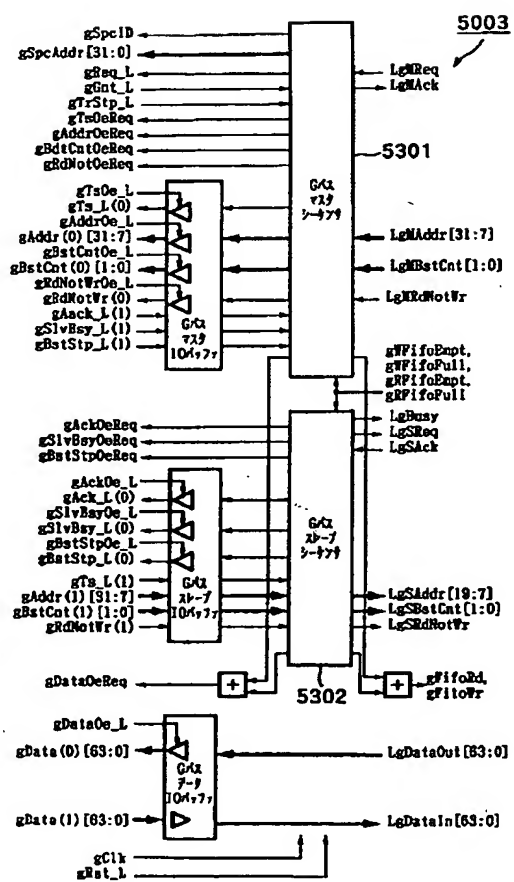 5003
gSpcID
gSpcAddr[31:0]
gReq_L
gGnt_L
gTrStp_L
gTsOeReq
gAddrOeReq
gBdtCntOeReq
gRdNotOeReq
LgMReq
LgMAck
5301
Gバス
マスタ
シーケンサ
gTsOe_L
gTs_L(0)
gAddrOe_L
gAddr(0)[31:7]
gBstCntOe_L
gBstCnt(0)[1:0]
gRdNotWrOe_L
gRdNotWr(0)
gAack_L(1)
gSlvBsy_L(1)
gBstStp_L(1)
Gバス
マスタ
IOバッファ
LgMAddr[31:7]
LgMBstCnt[1:0]
LgMRdNotWr
gWFifoEmpt,
gWFifoFull,
gRFifoEmpt,
gRFifoFull
gAckOeReq
gSlvBsyOeReq
gBstStpOeReq
LgBusy
LgSReq
LgSAck
gAckOe_L
gAck_L(0)
gSlvBsyOe_L
gSlvBsy_L(0)
gBstStpOe_L
gBstStp_L(0)
gTs_L(1)
gAddr(1)[31:7]
gBstCnt(1)[1:0]
gRdNotWr(1)
Gバス
スレーブ
IOバッファ
Gバス
スレーブ
シーケンサ
LgSAddr[19:7]
LgSBstCnt[1:0]
LgSRdNotWr
gDataOeReq
+
5302
+
gFifoRd,
gFifoWr
gDataOe_L
gData(0)[63:0]
gData(1)[63:0]
Gバス
データ
IOバッファ
LgDataOut[63:0]
LgDataIn[63:0]
gClk
gRst_L